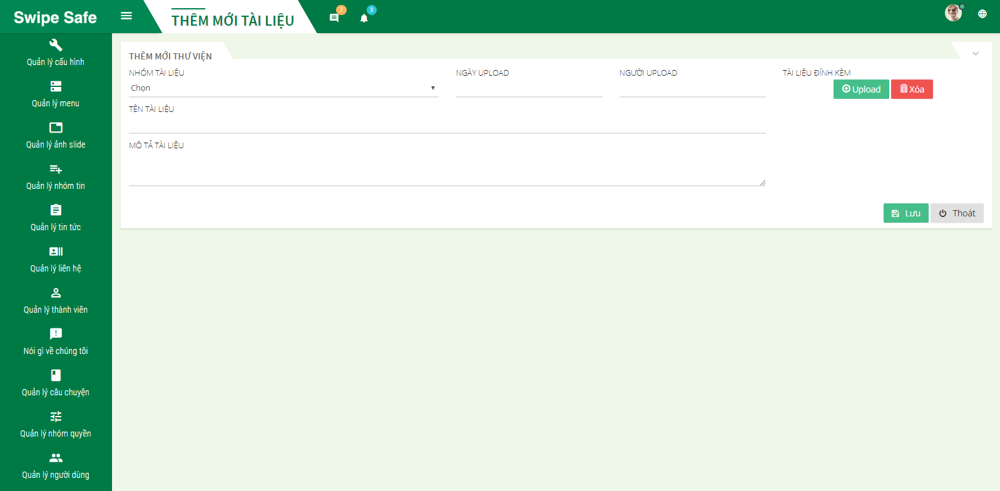 Swipe Safe
THÊM MỚI TÀI LIỆU
7
3
Quản lý cấu hình
Quản lý menu
Quản lý ảnh slide
Quản lý nhóm tin
Quản lý tin tức
Quản lý liên hệ
Quản lý thành viên
Nói gì về chúng tôi
Quản lý câu chuyện
Quản lý nhóm quyền
Quản lý người dùng
THÊM MỚI THƯ VIỆN
NHÓM TÀI LIỆU
NGÀY UPLOAD
NGƯỜI UPLOAD
TÀI LIỆU ĐÍNH KÈM
Chọn
Upload
Xóa
TÊN TÀI LIỆU
MÔ TẢ TÀI LIỆU
Lưu
Thoát